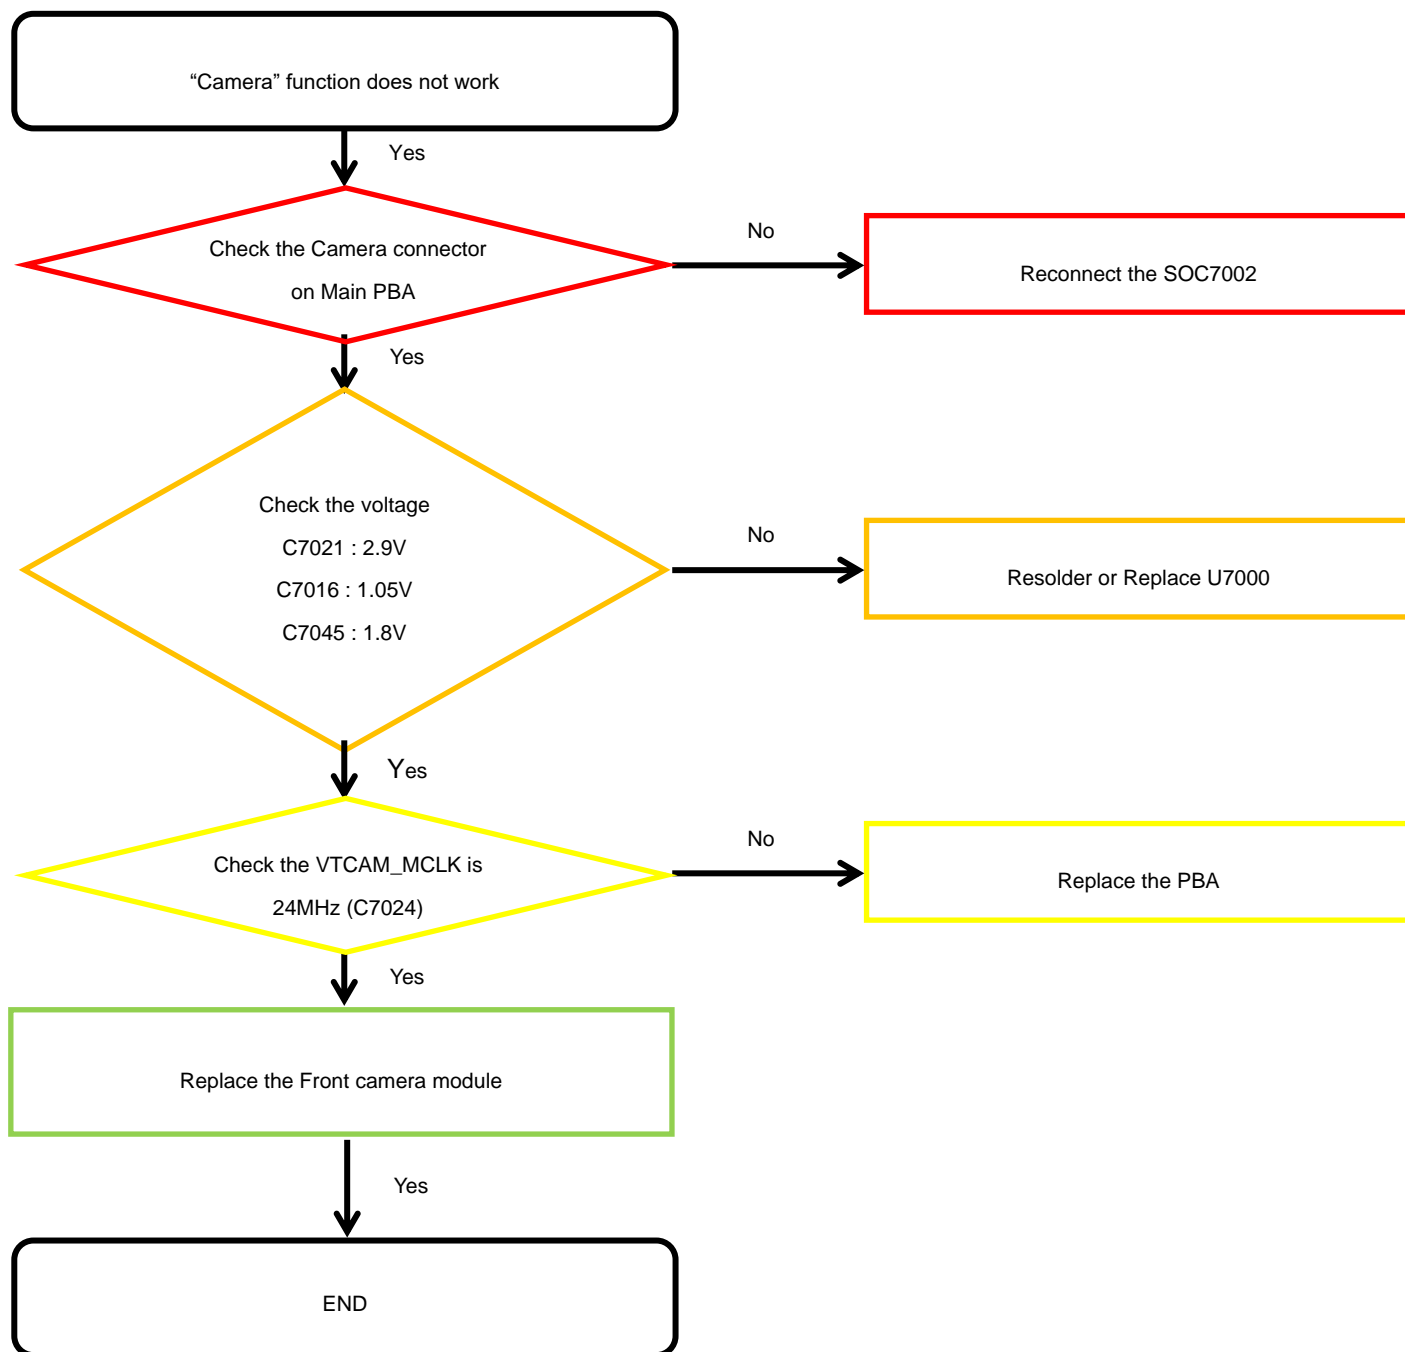 “Camera” function does not work
Yes
Check the Camera connector
on Main PBA
No
Reconnect the SOC7002
Yes
Check the voltage
C7021 : 2.9V
C7016 : 1.05V
C7045 : 1.8V
No
Resolder or Replace U7000
Yes
Check the VTCAM_MCLK is
24MHz (C7024)
No
Replace the PBA
Yes
Replace the Front camera module
Yes
END